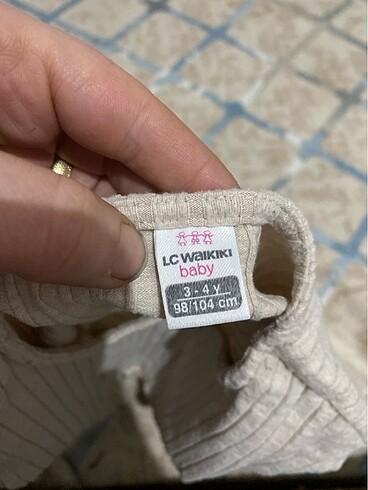 LC WAIKIKI
baby
3 - 4 y
98/104 cm